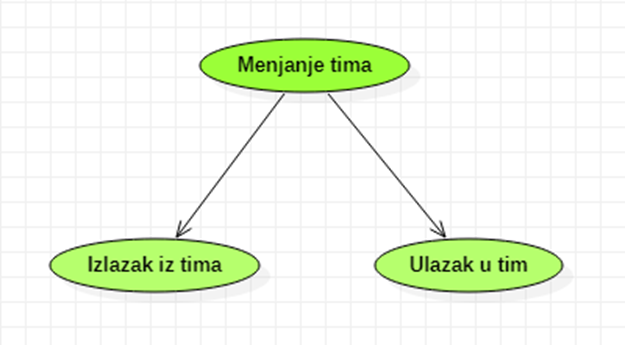 Menjanje tima
Izlazak iz tima
Ulazak u tim